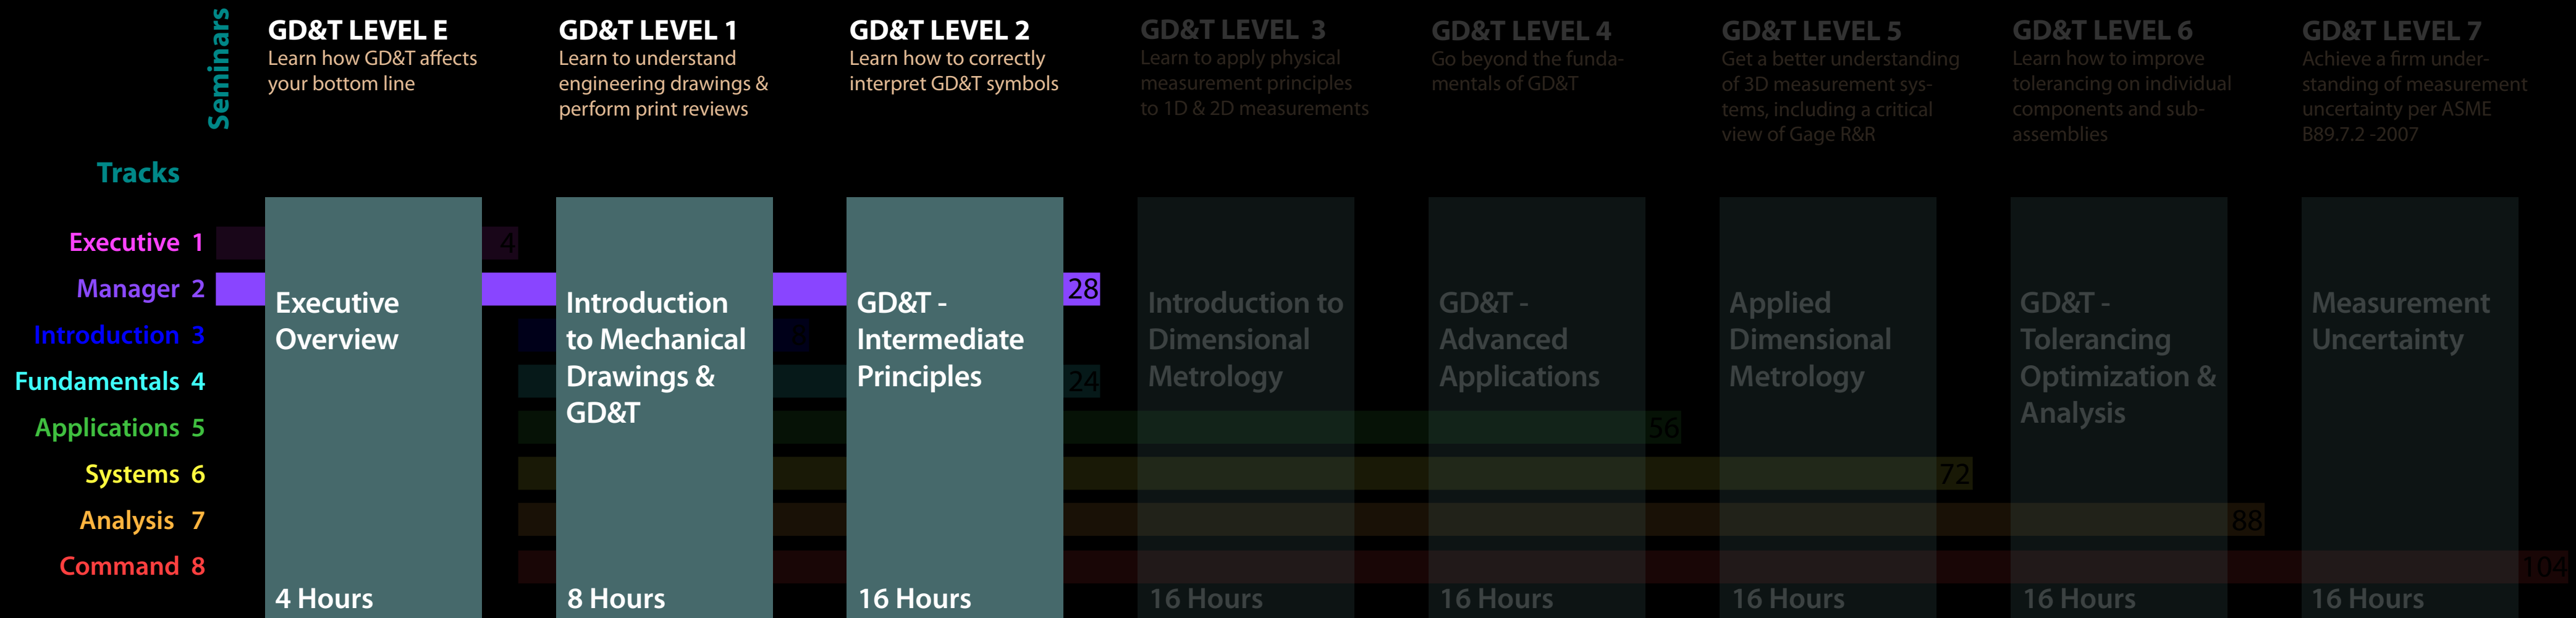 Seminars
GD&T LEVEL E
Learn how GD&T affects
your bottom line
GD&T LEVEL 1
Learn to understand
engineering drawings &
perform print reviews
GD&T LEVEL 2
Learn how to correctly
interpret GD&T symbols
GD&T LEVEL 3
Learn to apply physical
measurement principles
to 1D & 2D measurements
GD&T LEVEL 4
Go beyond the funda-
mentals of GD&T
GD&T LEVEL 5
Get a better understanding
of 3D measurement sys-
tems, including a critical
view of Gage R&R
GD&T LEVEL 6
Learn how to improve
tolerancing on individual
components and sub-
assemblies
GD&T LEVEL 7
Achieve a firm under-
standing of measurement
uncertainty per ASME
B89.7.2 -2007
Tracks
Executive 1
4
Manager 2
28
Introduction 3
Fundamentals 4
24
Applications 5
56
Systems 6
72
Analysis 7
88
Command 8
104
Executive
Overview
4 Hours
Introduction
to Mechanical
Drawings &
GD&T
8 Hours
GD&T -
Intermediate
Principles
16 Hours
Introduction to
Dimensional
Metrology
16 Hours
GD&T -
Advanced
Applications
16 Hours
Applied
Dimensional
Metrology
16 Hours
GD&T -
Tolerancing
Optimization &
Analysis
16 Hours
Measurement
Uncertainty
16 Hours